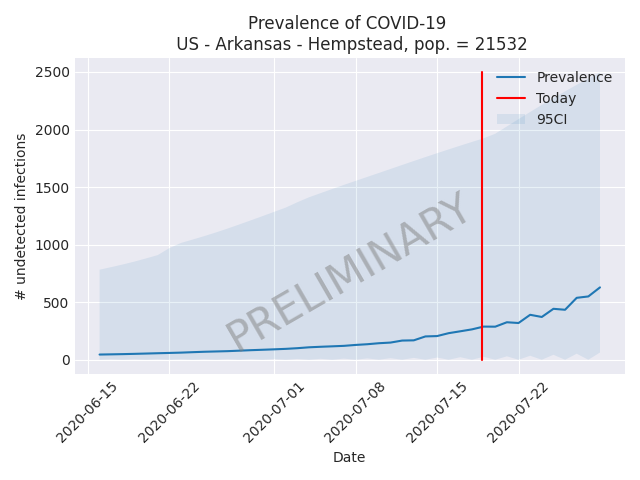 Prevalence of COVID-19
US - Arkansas - Hempstead, pop. = 21532
2500
2000
1500
1000
500
0
# undetected infections
Prevalence
Today
95CI
PRELIMINARY
2020-06-15
2020-06-22
2020-07-01
2020-07-08
2020-07-15
2020-07-22
Date